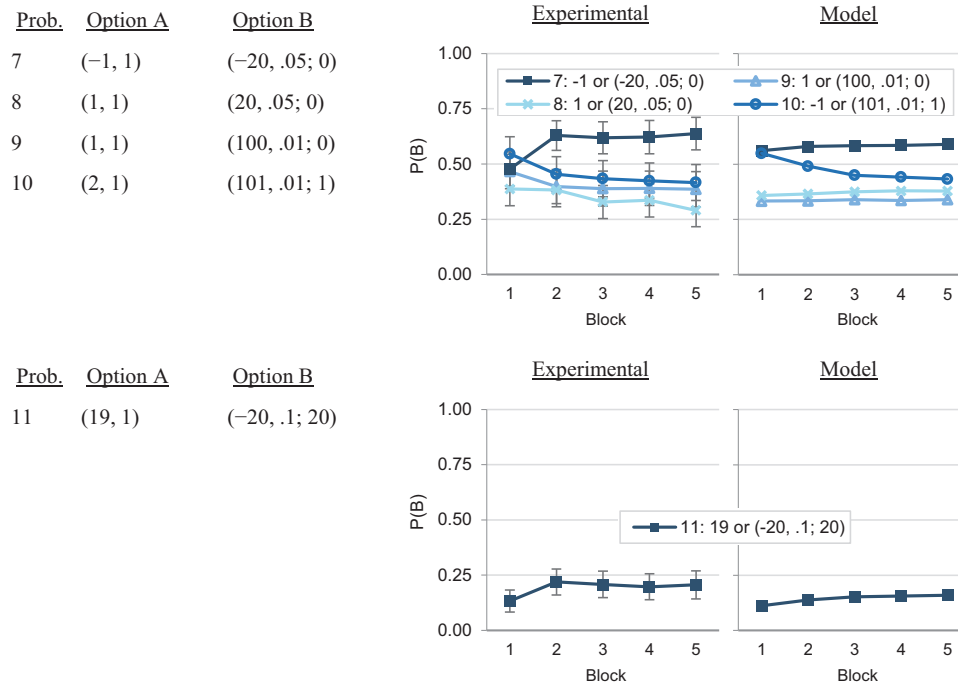 Prob. Option A Option B
7 (−1, 1) (−20, .05; 0)
8 (1, 1) (20, .05; 0)
9 (1, 1) (100, .01; 0)
10 (2, 1) (101, .01; 1)
Experimental Model
1.00
0.75
0.50
0.25
0.00
P(B)
7: -1 or (-20, .05; 0) 9: 1 or (100, .01; 0)
8: 1 or (20, .05; 0) 10: -1 or (101, .01; 1)
1 2 3 4 5 1 2 3 4 5
Block Block
Prob. Option A Option B
11 (19, 1) (−20, .1; 20)
Experimental Model
1.00
0.75
0.50
0.25
0.00
P(B)
11: 19 or (-20, .1; 20)
1 2 3 4 5 1 2 3 4 5
Block Block